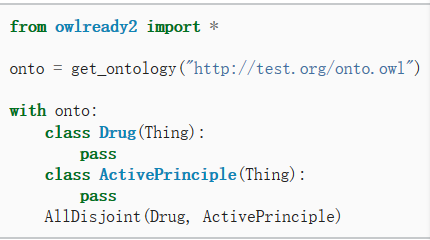 from owlready2 import *
onto = get_ontology("http://test.org/onto.owl")
with onto:
    class Drug(Thing):
        pass
    class ActivePrinciple(Thing):
        pass
    AllDisjoint(Drug, ActivePrinciple)